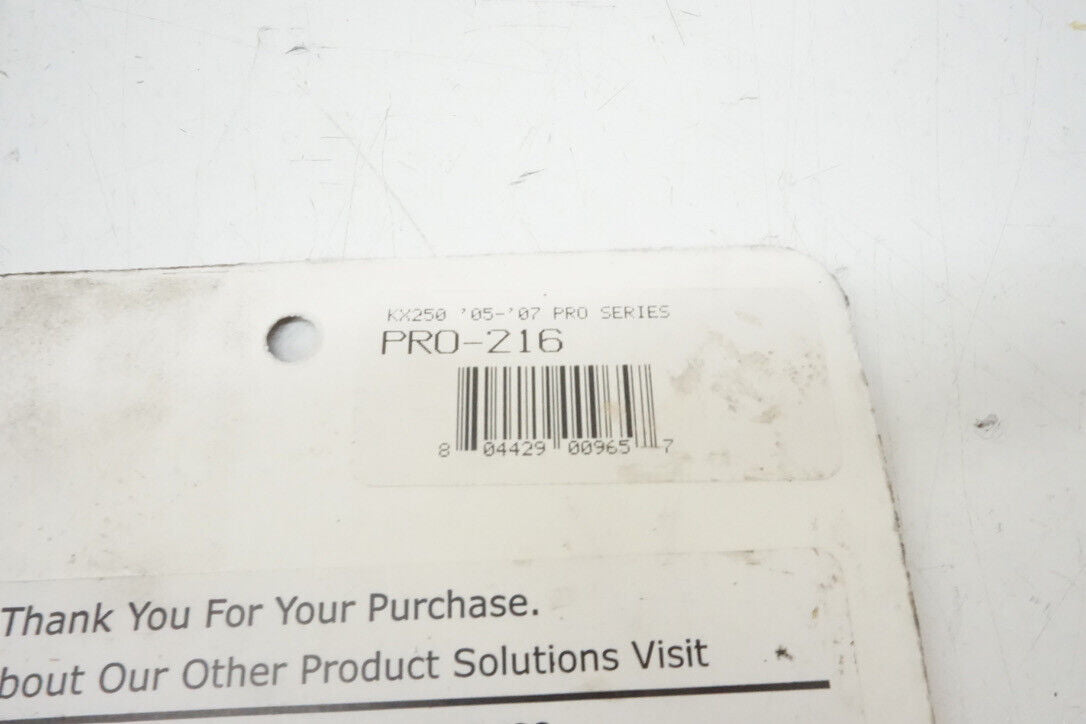 KX250 '05-'07 PRO SERIES
PRO-216
8 04429 00965 7
Thank You For Your Purchase.
bout Our Other Product Solutions Visit